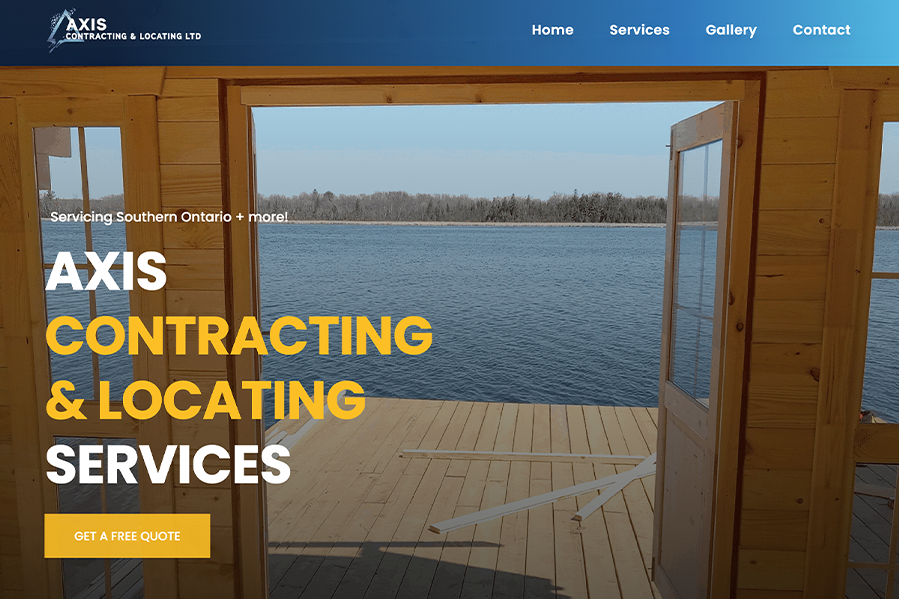 AXIS
CONTRACTING & LOCATING LTD
Home Services Gallery Contact
Servicing Southern Ontario + more!
AXIS
CONTRACTING
& LOCATING
SERVICES
GET A FREE QUOTE